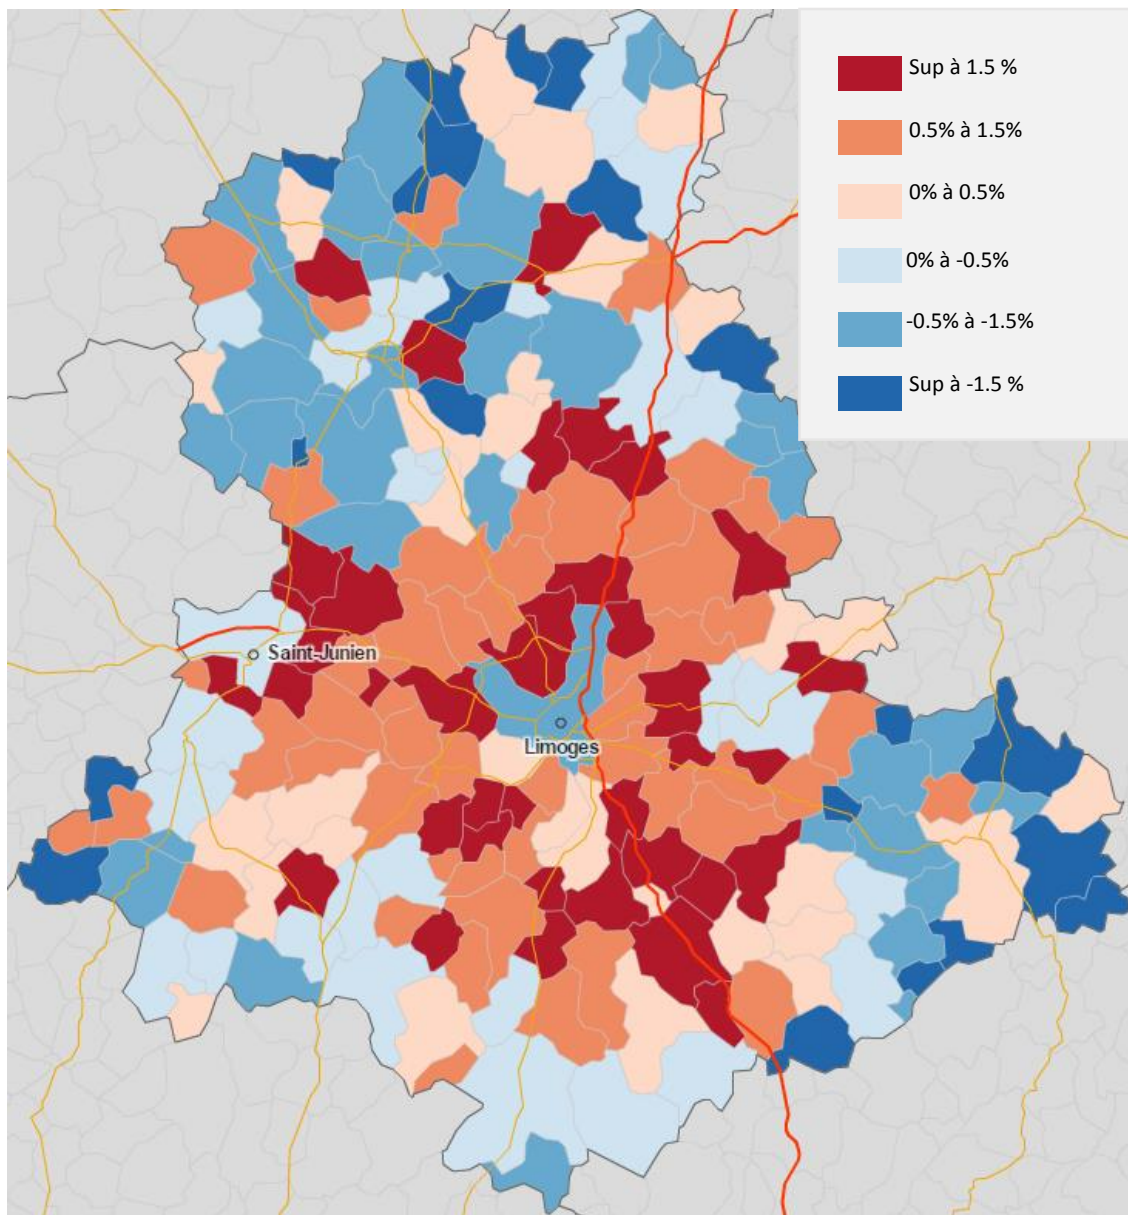 Sup à 1.5 %
0.5% à 1.5%
0% à 0.5%
0% à -0.5%
-0.5% à -1.5%
Sup à -1.5 %
Saint-Junien
Limoges